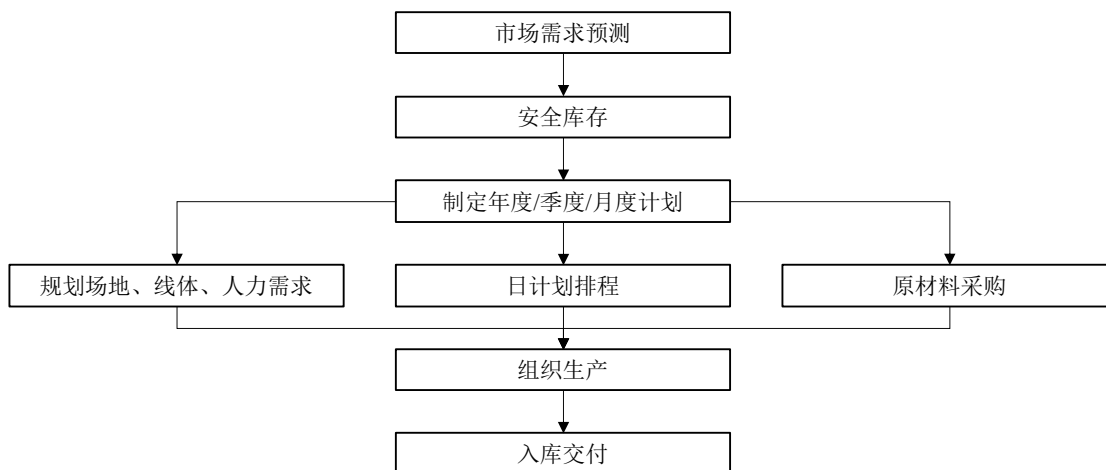 市场需求预测
安全库存
制定年度/季度/月度计划
规划场地、线体、人力需求
日计划排程
原材料采购
组织生产
入库交付